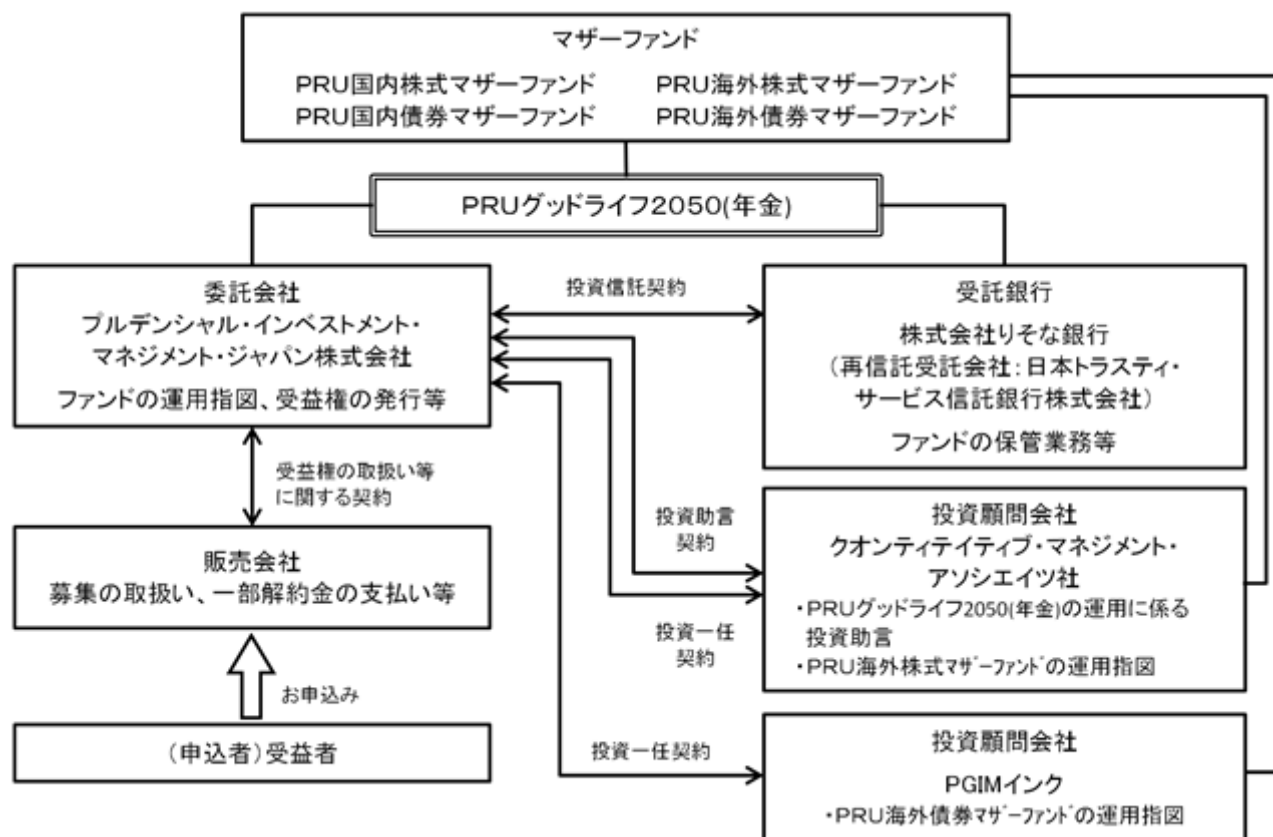 マザーファンド
PRU国内株式マザーファンド PRU海外株式マザーファンド
PRU国内債券マザーファンド PRU海外債券マザーファンド
PRUグッドライフ2050(年金)
委託会社
プルデンシャル・インベストメント・
マネジメント・ジャパン株式会社
ファンドの運用指図、受益権の発行等
投資信託契約
受託銀行
株式会社りそな銀行
(再信託受託会社:日本トラスティ・
サービス信託銀行株式会社)
ファンドの保管業務等
受益権の取扱い等
に関する契約
販売会社
募集の取扱い、一部解約金の支払い等
お申込み
(申込者)受益者
投資助言
契約
投資一任
契約
投資顧問会社
クオンティテイティブ・マネジメント・
アソシエイツ社
・PRUグッドライフ2050(年金)の運用に係る
投資助言
・PRU海外株式マザーファンドの運用指図
投資一任契約
投資顧問会社
PGIMインク
・PRU海外債券マザーファンドの運用指図